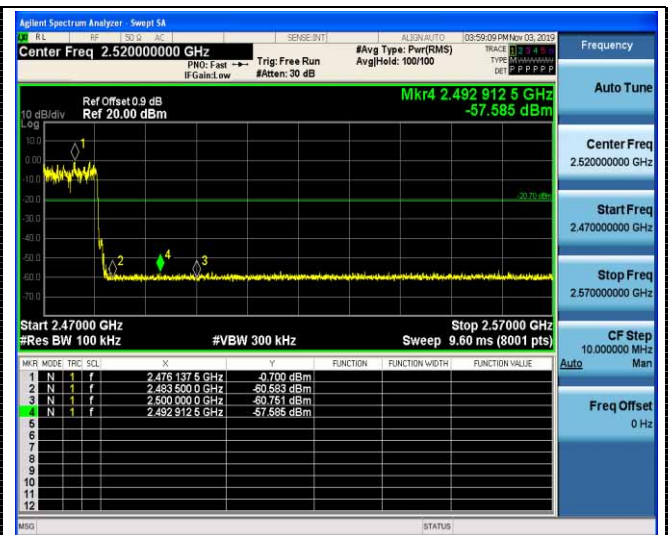 Agilent Spectrum Analyzer - Swept SA
RL RF 50 Ω AC SENSE:INT ALIGN AUTO 03:59:09 PM Nov 03, 2019
Center Freq 2.520000000 GHz #Avg Type: Pwr(RMS) TRACE 1 2 3 4 5 6
PNO: Fast Trig: Free Run Avg|Hold: 100/100 TYPE M
IFGain:Low #Atten: 30 dB DET P P P P P P
Ref Offset 0.9 dB Mkr4 2.492 912 5 GHz
10 dB/div Ref 20.00 dBm -57.585 dBm
Log
10.0
0.00
-10.0
-20.0
-20.70 dBm
-30.0
-40.0
-50.0
-60.0
-70.0
1
2
4
3
Start 2.47000 GHz Stop 2.57000 GHz
#Res BW 100 kHz #VBW 300 kHz Sweep 9.60 ms (8001 pts)
MKR MODE TRC SCL X Y FUNCTION FUNCTION WIDTH FUNCTION VALUE
1 N 1 f 2.476 137 5 GHz -0.700 dBm
2 N 1 f 2.483 500 0 GHz -60.583 dBm
3 N 1 f 2.500 000 0 GHz -60.751 dBm
4 N 1 f 2.492 912 5 GHz -57.585 dBm
5
6
7
8
9
10
11
12
MSG STATUS
Frequency
Auto Tune
Center Freq
2.520000000 GHz
Start Freq
2.470000000 GHz
Stop Freq
2.570000000 GHz
CF Step
10.000000 MHz
Auto Man
Freq Offset
0 Hz